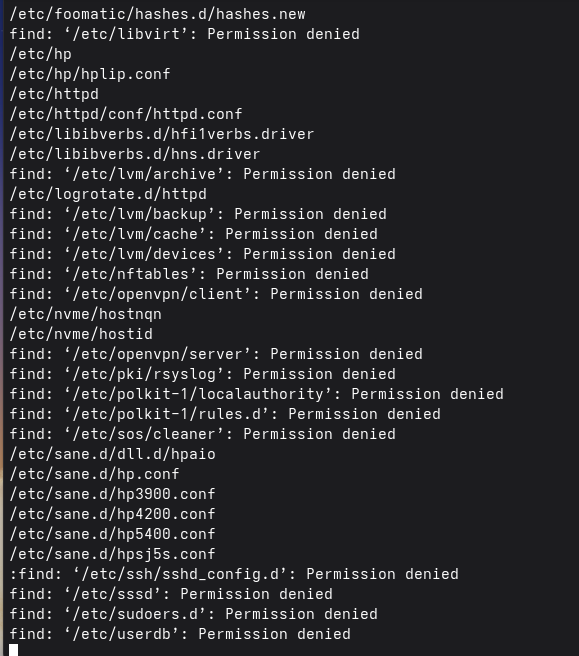 /etc/foomatic/hashes.d/hashes.new
find: ‘/etc/libvirt’: Permission denied
/etc/hp
/etc/hp/hplip.conf
/etc/httpd
/etc/httpd/conf/httpd.conf
/etc/libibverbs.d/hfi1verbs.driver
/etc/libibverbs.d/hns.driver
find: ‘/etc/lvm/archive’: Permission denied
/etc/logrotate.d/httpd
find: ‘/etc/lvm/backup’: Permission denied
find: ‘/etc/lvm/cache’: Permission denied
find: ‘/etc/lvm/devices’: Permission denied
find: ‘/etc/nftables’: Permission denied
find: ‘/etc/openvpn/client’: Permission denied
/etc/nvme/hostnqn
/etc/nvme/hostid
find: ‘/etc/openvpn/server’: Permission denied
find: ‘/etc/pki/rsyslog’: Permission denied
find: ‘/etc/polkit-1/localauthority’: Permission denied
find: ‘/etc/polkit-1/rules.d’: Permission denied
find: ‘/etc/sos/cleaner’: Permission denied
/etc/sane.d/dll.d/hpaio
/etc/sane.d/hp.conf
/etc/sane.d/hp3900.conf
/etc/sane.d/hp4200.conf
/etc/sane.d/hp5400.conf
/etc/sane.d/hpsj5s.conf
:find: ‘/etc/ssh/sshd_config.d’: Permission denied
find: ‘/etc/sssd’: Permission denied
find: ‘/etc/sudoers.d’: Permission denied
find: ‘/etc/userdb’: Permission denied